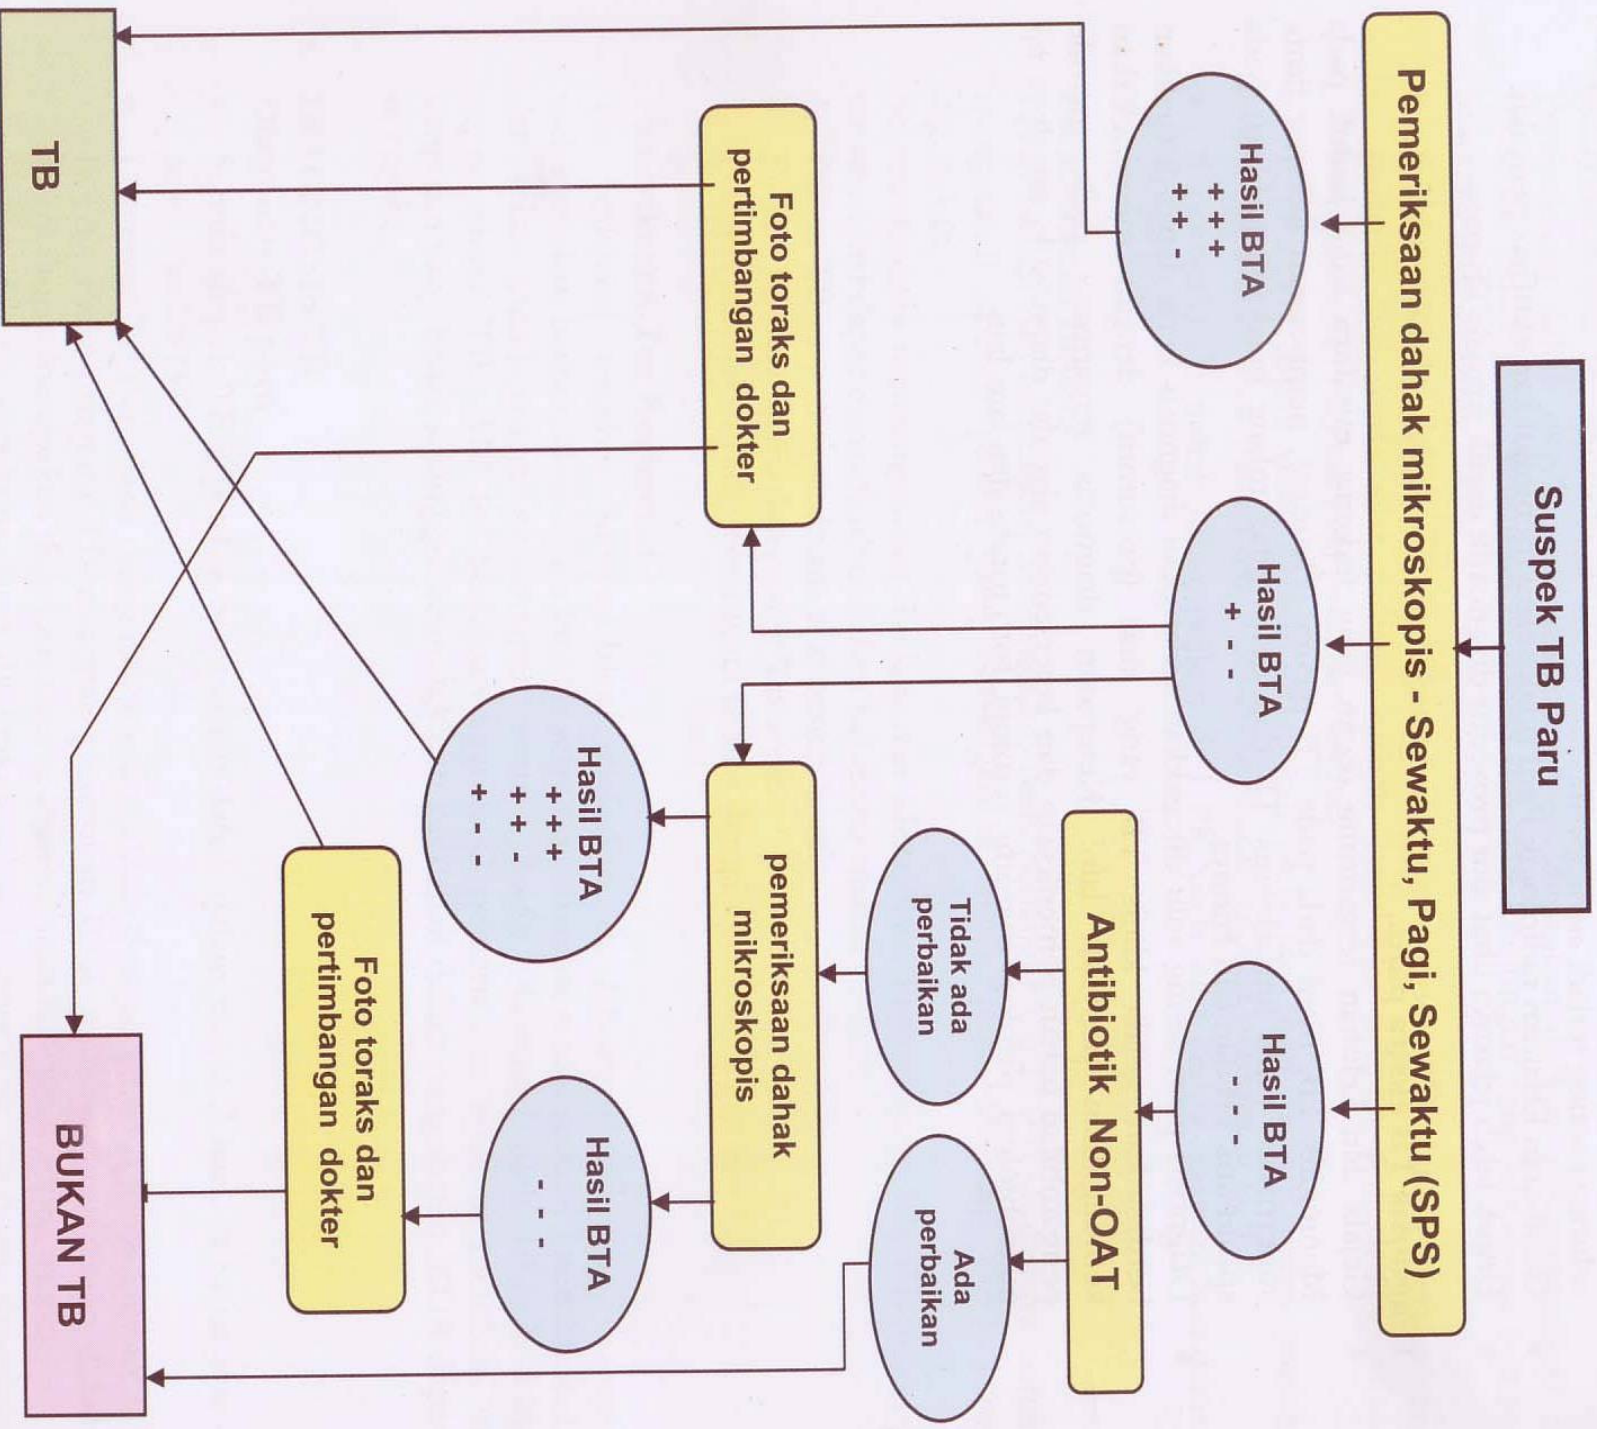 Suspek TB Paru
Pemeriksaan dahak mikroskopis - Sewaktu, Pagi, Sewaktu (SPS)
Hasil BTA
+ + +
+ + -
Hasil BTA
+ - -
Hasil BTA
- - -
Antibiotik Non-OAT
Tidak ada
perbaikan
Ada
perbaikan
Foto toraks dan
pertimbangan dokter
pemeriksaan dahak
mikroskopis
Hasil BTA
+ + +
+ + -
+ - -
Hasil BTA
- - -
Foto toraks dan
pertimbangan dokter
TB
BUKAN TB